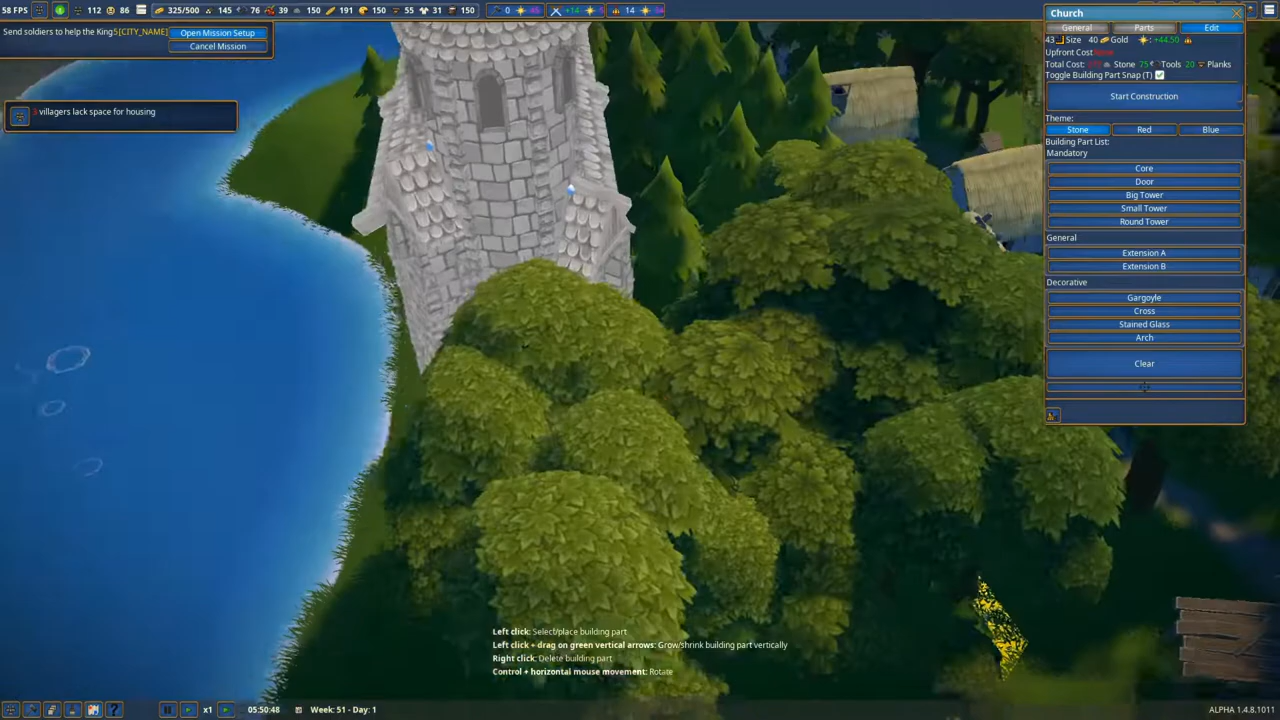 58 FPS 112 86 325/500 145 76 39 150 191 150 55 31 150 0 +14 14
Church
General Parts Edit
Send soldiers to help the King 5[CITY_NAME] Open Mission Setup
Cancel Mission
43 Size 40 Gold : +44.50
Upfront Cost
Total Cost: Stone 75 Tools 20 Planks
Toggle Building Part Snap (T)
Start Construction
3 villagers lack space for housing
Theme:
Stone Red Blue
Building Part List:
Mandatory
Core
Door
Big Tower
Small Tower
Round Tower
General
Extension A
Extension B
Decorative
Gargoyle
Cross
Stained Glass
Arch
Clear
Left click: Select/place building part
Left click + drag on green vertical arrows: Grow/shrink building part vertically
Right click: Delete building part
Control + horizontal mouse movement: Rotate
x1 05:50:48 Week: 51 - Day: 1 ALPHA 1.4.8.1011